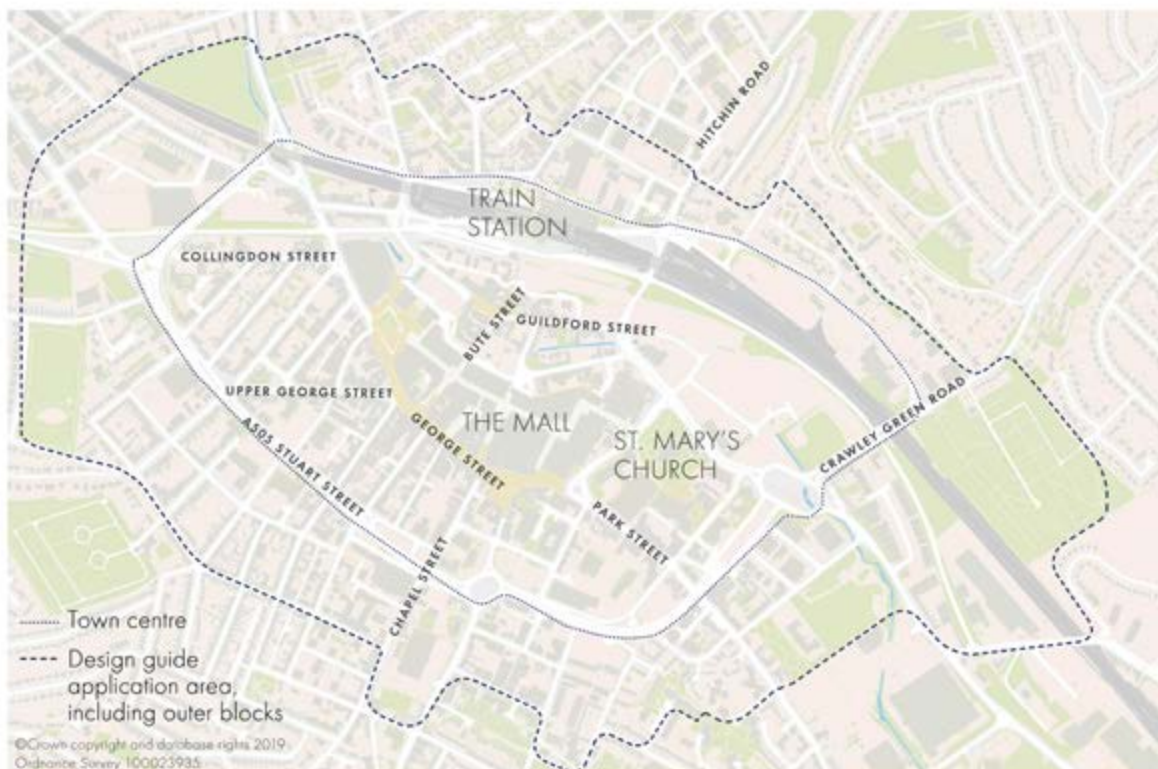 HITCHIN ROAD
TRAIN
STATION
COLLINGDON STREET
BUTE STREET
GUILDFORD STREET
UPPER GEORGE STREET
GEORGE STREET
THE MALL
ST. MARY'S
CHURCH
CRAWLEY GREEN ROAD
A505 STUART STREET
PARK STREET
CHAPEL STREET
Town centre
Design guide
application area,
including outer blocks
©Crown copyright and database rights 2019
Ordnance Survey 100023935